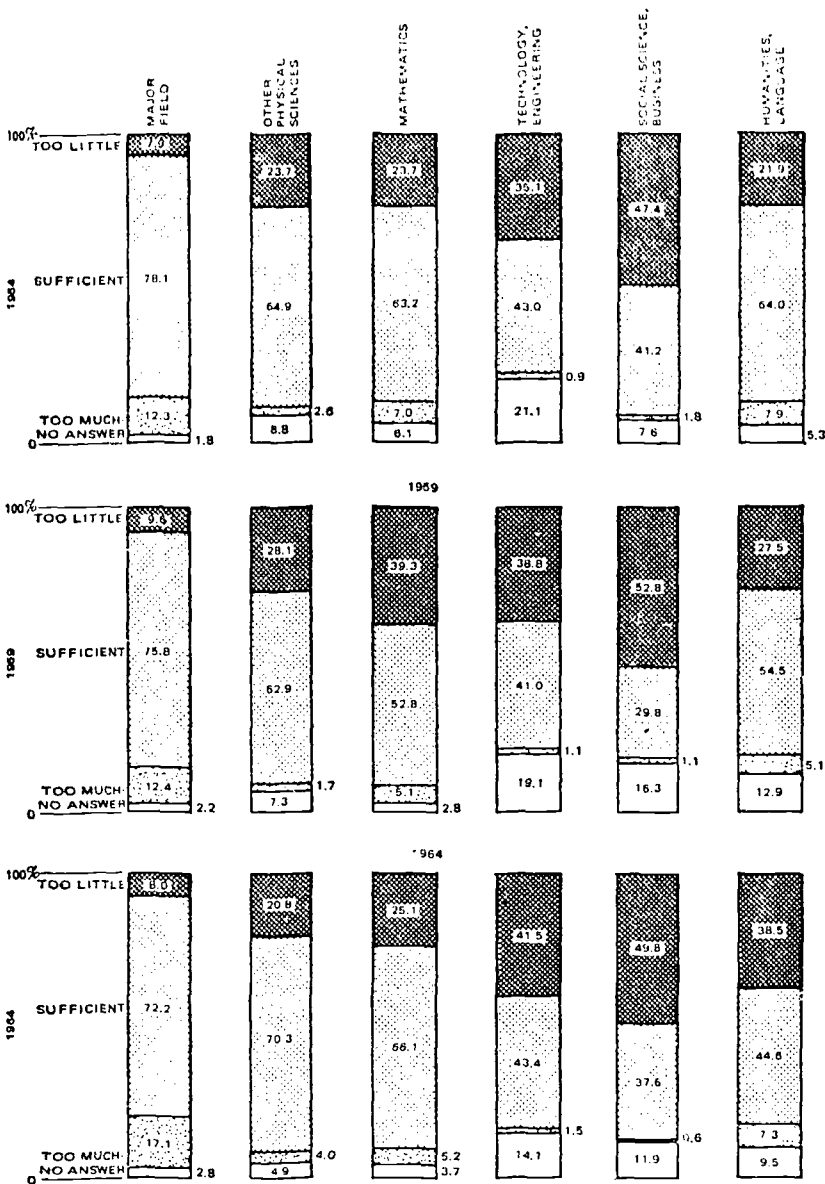 MAJOR FIELD
OTHER PHYSICAL SCIENCES
MATHEMATICS
TECHNOLOGY, ENGINEERING
SOCIAL SCIENCE, BUSINESS
HUMANITIES, LANGUAGE
100%
TOO LITTLE 7.9 23.7 23.7 35.1 47.4 21.9
1954
SUFFICIENT 78.1 64.9 63.2 43.0 41.2 64.0
TOO MUCH 12.3 2.6 7.0 0.9 1.8 7.9
NO ANSWER 1.8 8.8 6.1 21.1 7.6 5.3
0
1959
100%
TOO LITTLE 9.6 28.1 39.3 38.8 52.8 27.5
1959
SUFFICIENT 75.8 62.9 52.8 41.0 29.8 54.5
TOO MUCH 12.4 1.7 5.1 1.1 1.1 5.1
NO ANSWER 2.2 7.3 2.8 19.1 16.3 12.9
0
1964
100%
TOO LITTLE 8.0 20.8 25.1 41.5 49.8 38.5
1964
SUFFICIENT 72.2 70.3 66.1 43.4 37.6 44.6
TOO MUCH 17.1 4.0 5.2 1.5 0.6 7.3
NO ANSWER 2.8 4.9 3.7 14.1 11.9 9.5
0